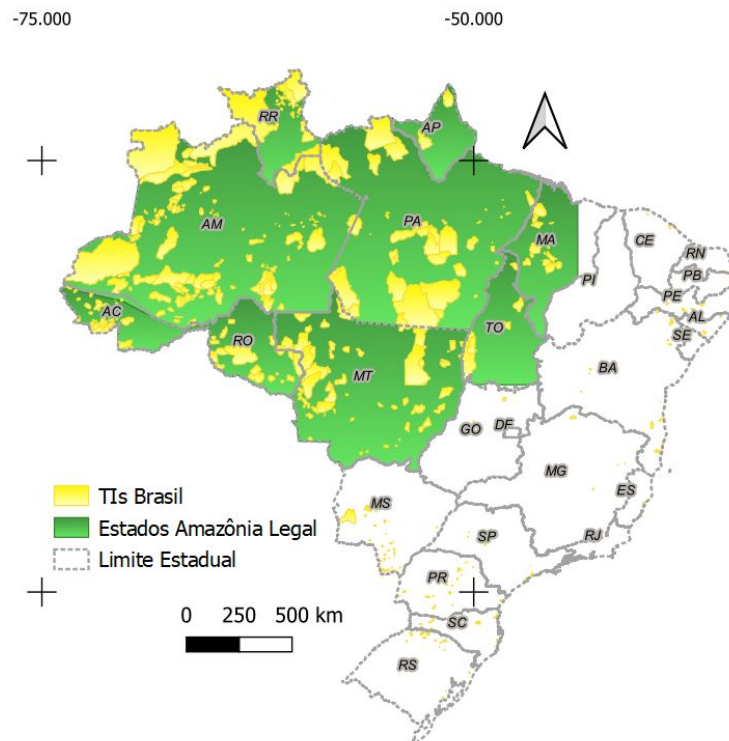 -75.000
-50.000
RR
AP
AM
PA
MA
CE
RN
PB
PI
PE
AL
SE
AC
TO
RO
MT
BA
GO
DF
MG
ES
MS
SP
RJ
PR
SC
RS
TIs Brasil
Estados Amazônia Legal
Limite Estadual
0 250 500 km